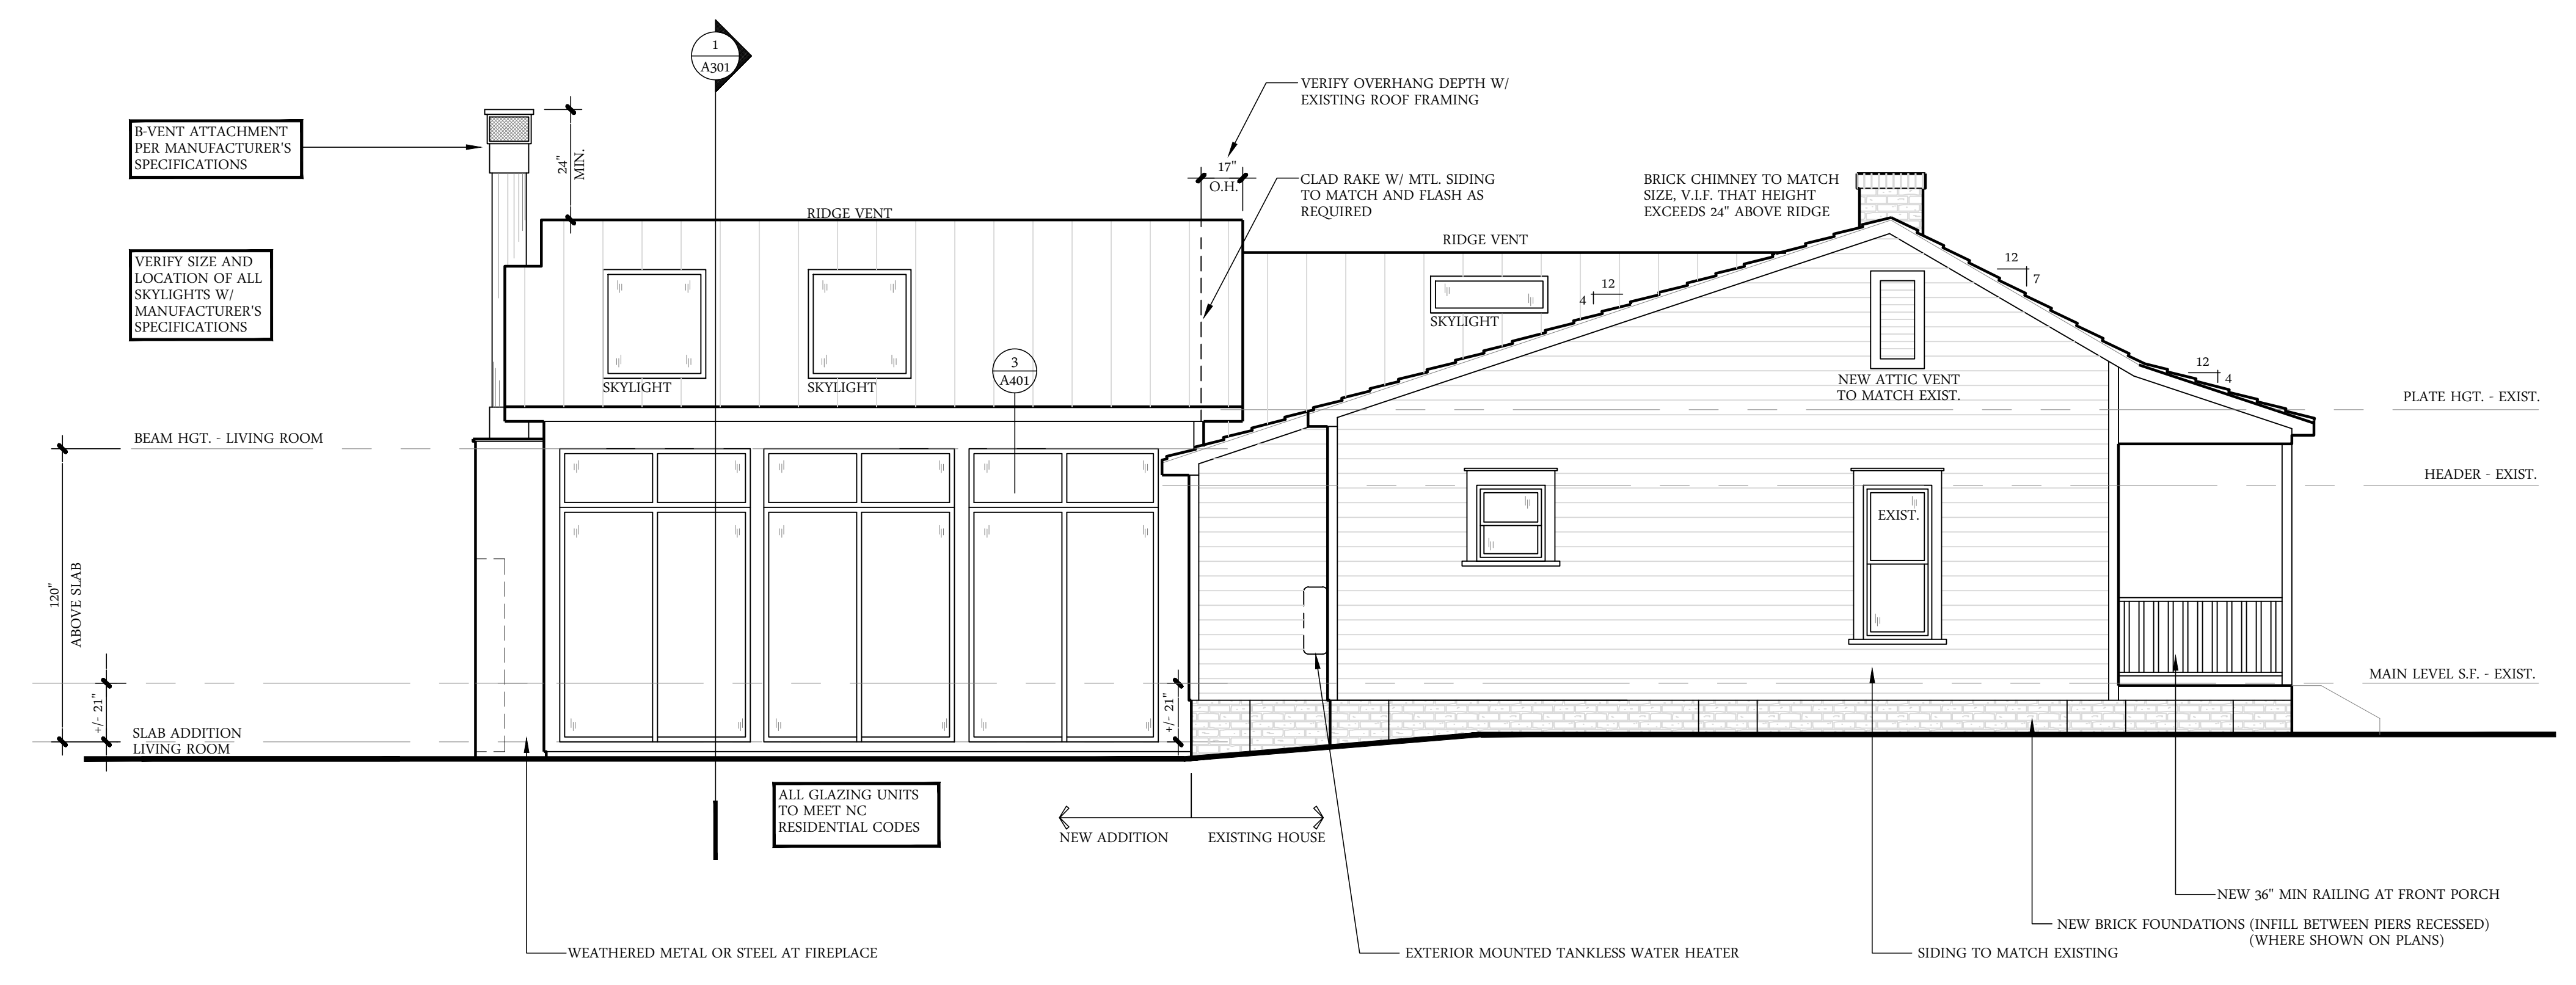 1
A301
B-VENT ATTACHMENT
PER MANUFACTURER'S
SPECIFICATIONS
24"
MIN.
VERIFY OVERHANG DEPTH W/
EXISTING ROOF FRAMING
17"
O.H.
CLAD RAKE W/ MTL. SIDING
TO MATCH AND FLASH AS
REQUIRED
BRICK CHIMNEY TO MATCH
SIZE, V.I.F. THAT HEIGHT
EXCEEDS 24" ABOVE RIDGE
RIDGE VENT
RIDGE VENT
VERIFY SIZE AND
LOCATION OF ALL
SKYLIGHTS W/
MANUFACTURER'S
SPECIFICATIONS
12
7
12
4
SKYLIGHT
SKYLIGHT
SKYLIGHT
3
A401
12
4
NEW ATTIC VENT
TO MATCH EXIST.
PLATE HGT. - EXIST.
BEAM HGT. - LIVING ROOM
HEADER - EXIST.
EXIST.
120"
ABOVE SLAB
MAIN LEVEL S.F. - EXIST.
+/- 21"
+/- 21"
SLAB ADDITION
LIVING ROOM
ALL GLAZING UNITS
TO MEET NC
RESIDENTIAL CODES
NEW ADDITION
EXISTING HOUSE
NEW 36" MIN RAILING AT FRONT PORCH
NEW BRICK FOUNDATIONS (INFILL BETWEEN PIERS RECESSED)
(WHERE SHOWN ON PLANS)
WEATHERED METAL OR STEEL AT FIREPLACE
EXTERIOR MOUNTED TANKLESS WATER HEATER
SIDING TO MATCH EXISTING